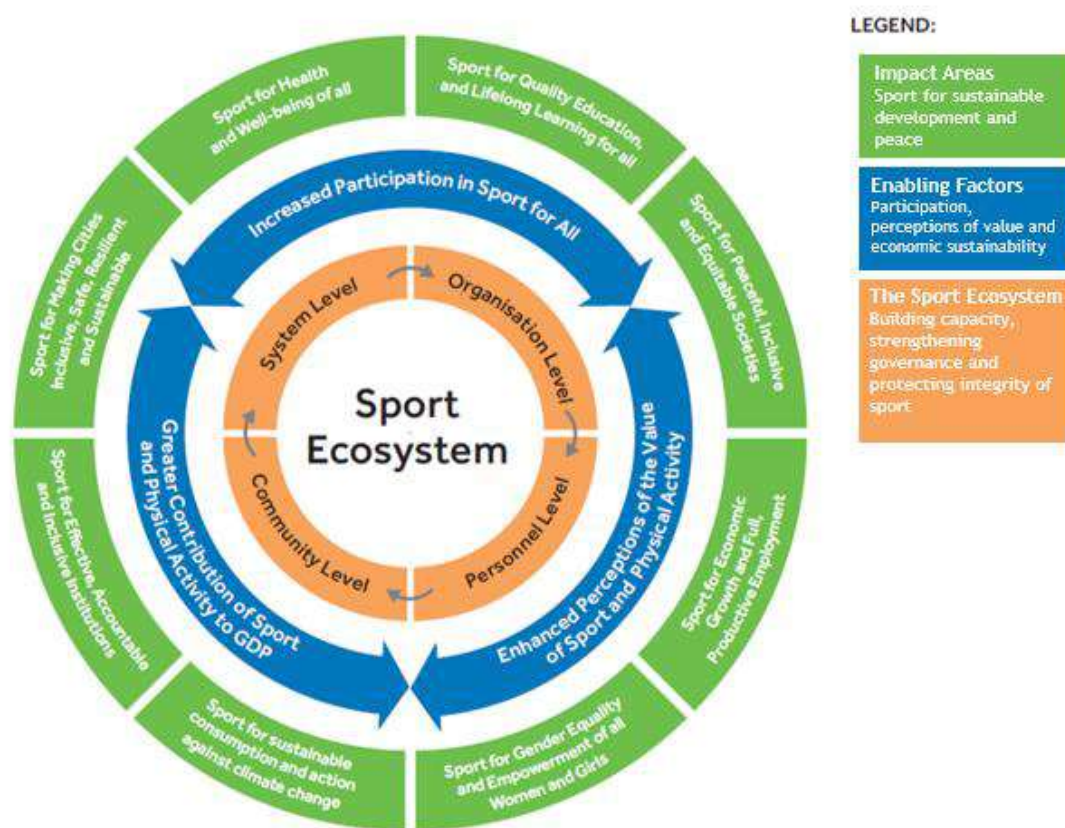 LEGEND:
Impact Areas
Sport for sustainable
development and
peace
Enabling Factors
Participation,
perceptions of value and
economic sustainability
The Sport Ecosystem
Building capacity,
strengthening
governance and
protecting integrity of
sport
Sport for Health
and Well-being of all
Sport for Quality Education,
and Lifelong Learning for all
Sport for Peaceful, Inclusive
and Equitable Societies
Sport for Economic
Growth and Full,
Productive Employment
Sport for Gender Equality
and Empowerment of all
Women and Girls
Sport for sustainable
consumption and action
against climate change
Sport for Effective, Accountable
and Inclusive Institutions
Sport for Making Cities
Inclusive, Safe, Resilient
and Sustainable
Increased Participation in Sport for All
Enhanced Perceptions of the Value
of Sport and Physical Activity
Greater Contribution of Sport
and Physical Activity to GDP
System Level
Organisation Level
Personnel Level
Community Level
Sport
Ecosystem